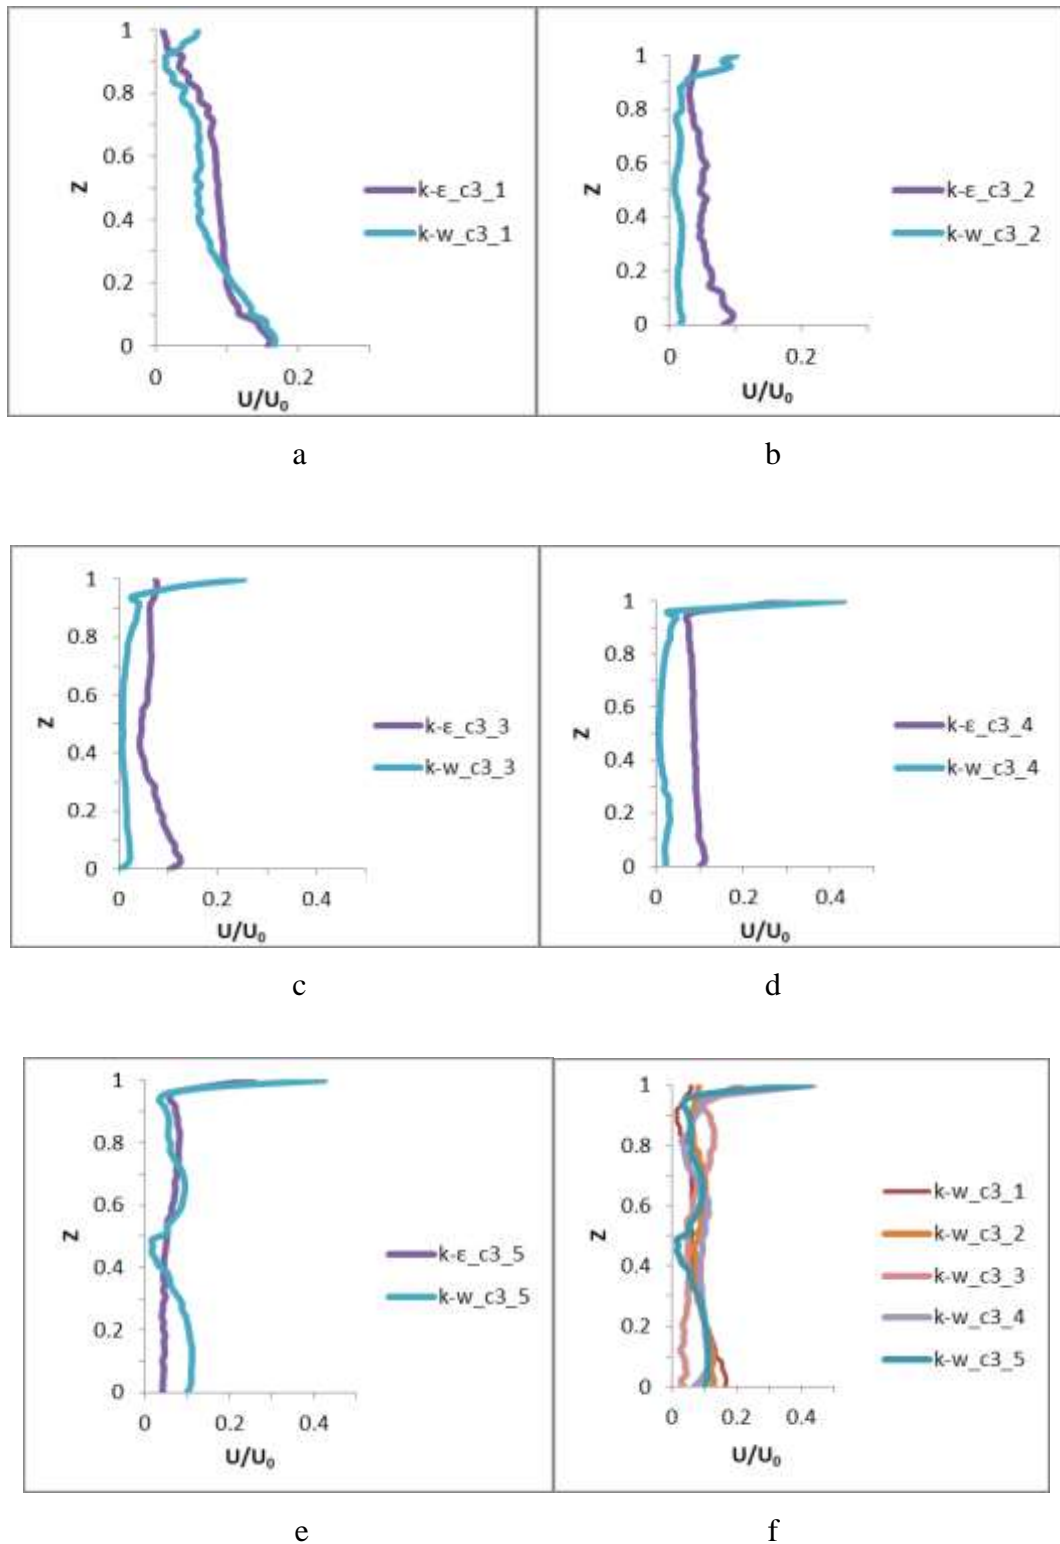 1
0.8
0.6
0.4
0.2
0
Z
0 0.2
U/U₀
k-ε_c3_1
k-w_c3_1
a
1
0.8
0.6
0.4
0.2
0
Z
0 0.2
U/U₀
k-ε_c3_2
k-w_c3_2
b
1
0.8
0.6
0.4
0.2
0
Z
0 0.2 0.4
U/U₀
k-ε_c3_3
k-w_c3_3
c
1
0.8
0.6
0.4
0.2
0
Z
0 0.2 0.4
U/U₀
k-ε_c3_4
k-w_c3_4
d
1
0.8
0.6
0.4
0.2
0
Z
0 0.2 0.4
U/U₀
k-ε_c3_5
k-w_c3_5
e
1
0.8
0.6
0.4
0.2
0
Z
0 0.2 0.4
U/U₀
k-w_c3_1
k-w_c3_2
k-w_c3_3
k-w_c3_4
k-w_c3_5
f